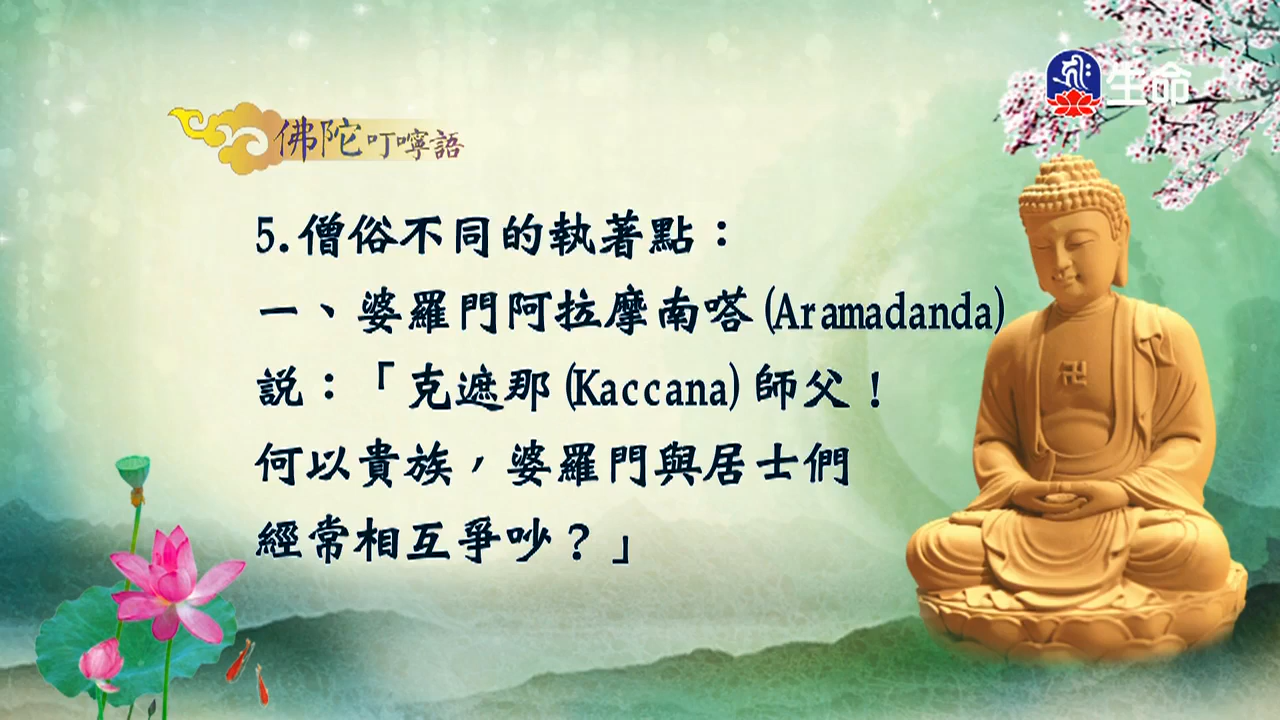 生命
佛陀叮嚀語
5.僧俗不同的執著點：
一、婆羅門阿拉摩南嗒(Aramadanda)
説：「克遮那(Kaccana)師父！
何以貴族，婆羅門與居士們
經常相互爭吵？」